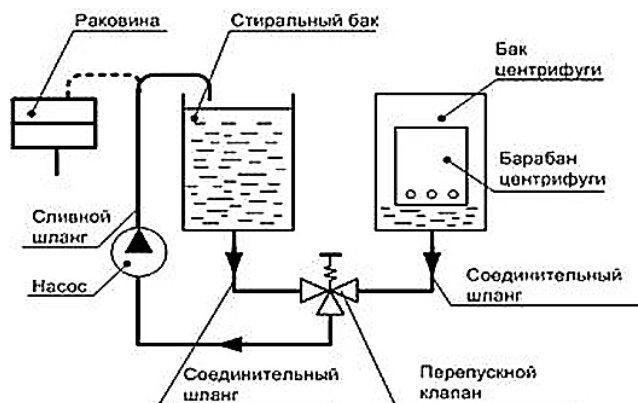 Раковина
Стиральный бак
Бак
центрифуги
Барабан
центрифуги
Сливной
шланг
Насос
Соединительный
шланг
Соединительный
шланг
Перепускной
клапан